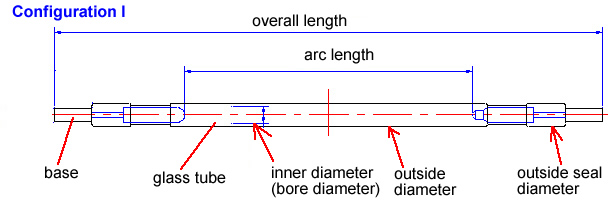 Configuration I
overall length
arc length
base
glass tube
inner diameter
(bore diameter)
outside
diameter
outside seal
diameter